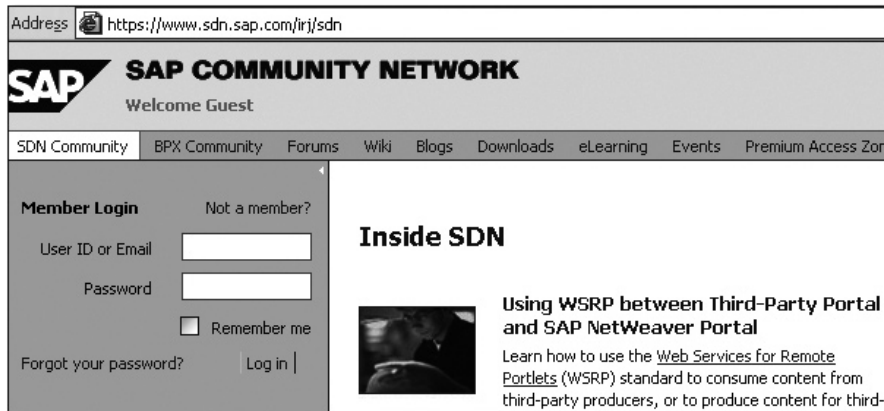 Address https://www.sdn.sap.com/irj/sdn
SAP
SAP COMMUNITY NETWORK
Welcome Guest
SDN Community BPX Community Forums Wiki Blogs Downloads eLearning Events Premium Access Zon
Member Login Not a member?
User ID or Email
Password
Remember me
Forgot your password? Log in
Inside SDN
Using WSRP between Third-Party Portal
and SAP NetWeaver Portal
Learn how to use the Web Services for Remote
Portlets (WSRP) standard to consume content from
third-party producers, or to produce content for third-